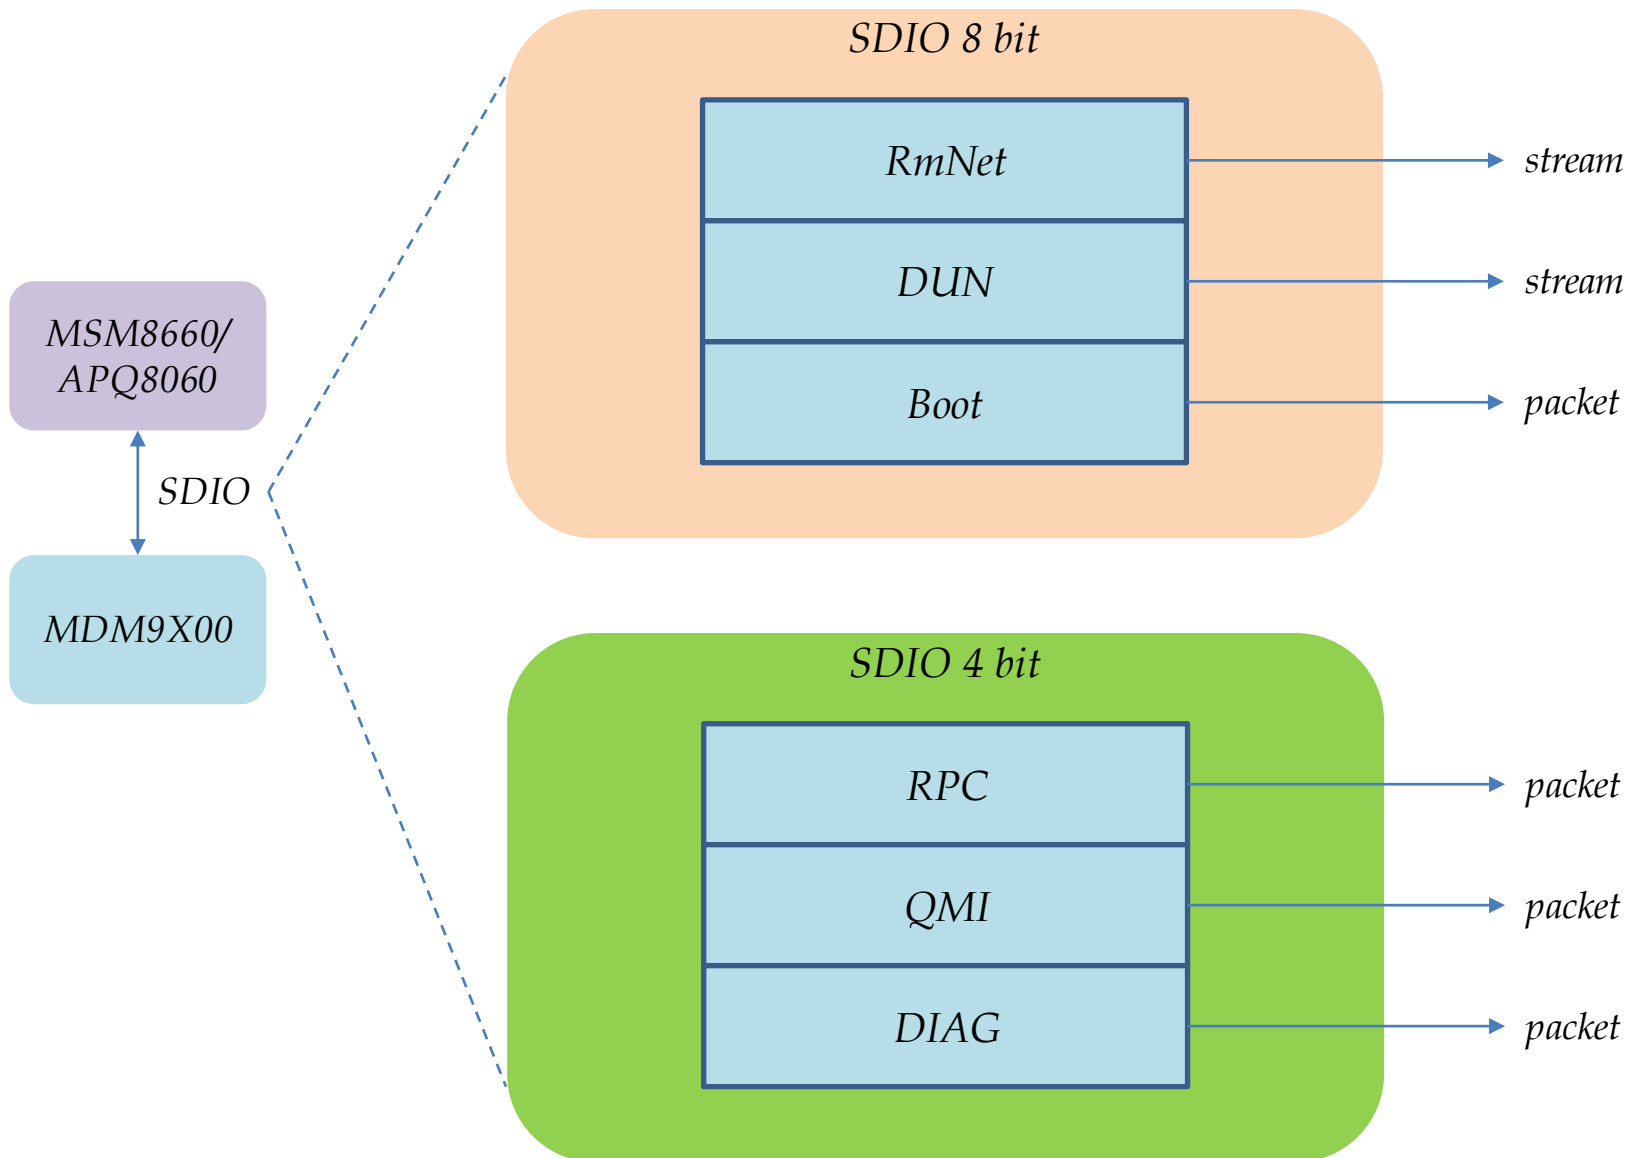 MSM8660/
APQ8060
SDIO
MDM9X00
SDIO 8 bit
RmNet
stream
DUN
stream
Boot
packet
SDIO 4 bit
RPC
packet
QMI
packet
DIAG
packet